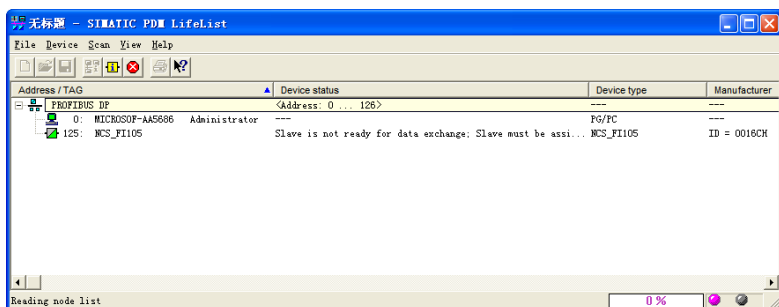 无标题 - SIMATIC PDM LifeList
File Device Scan View Help
Address / TAG Device status Device type Manufacturer
PROFIBUS DP <Address: 0 ... 126> --- ---
0: MICROSOF-AA5686 Administrator --- PG/PC ---
125: NCS_FI105 Slave is not ready for data exchange; Slave must be assi... NCS_FI105 ID = 0016CH
Reading node list 0 %